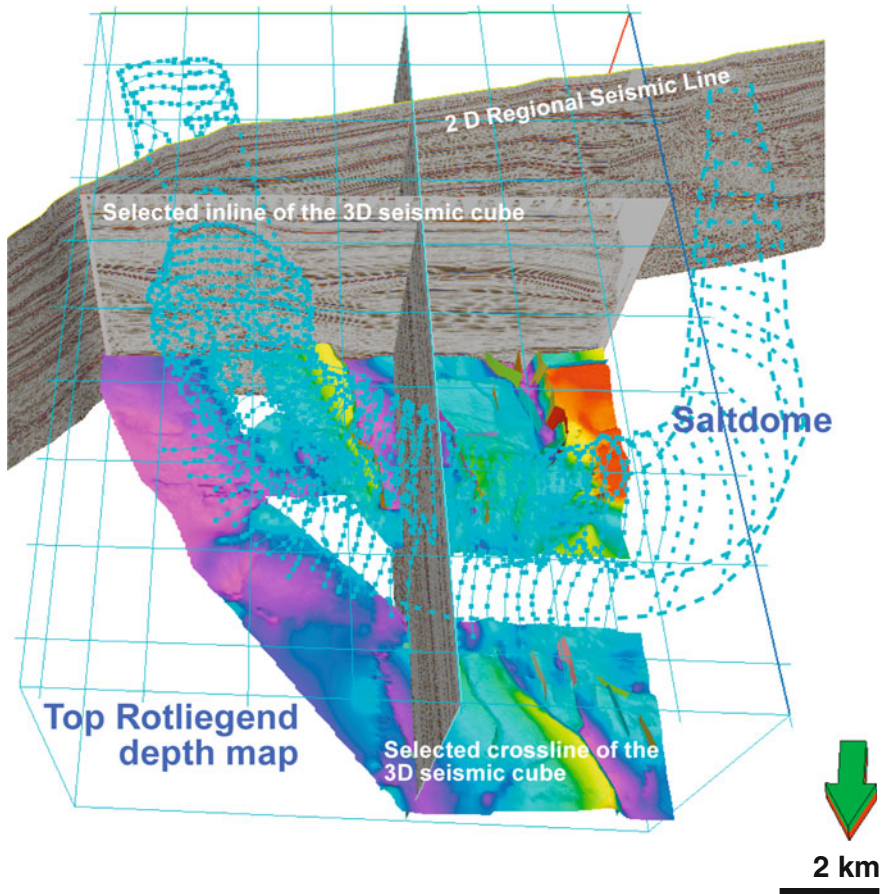 2 D Regional Seismic Line
Selected inline of the 3D seismic cube
Saltdome
Top Rotliegend
depth map
Selected crossline of the
3D seismic cube
2 km